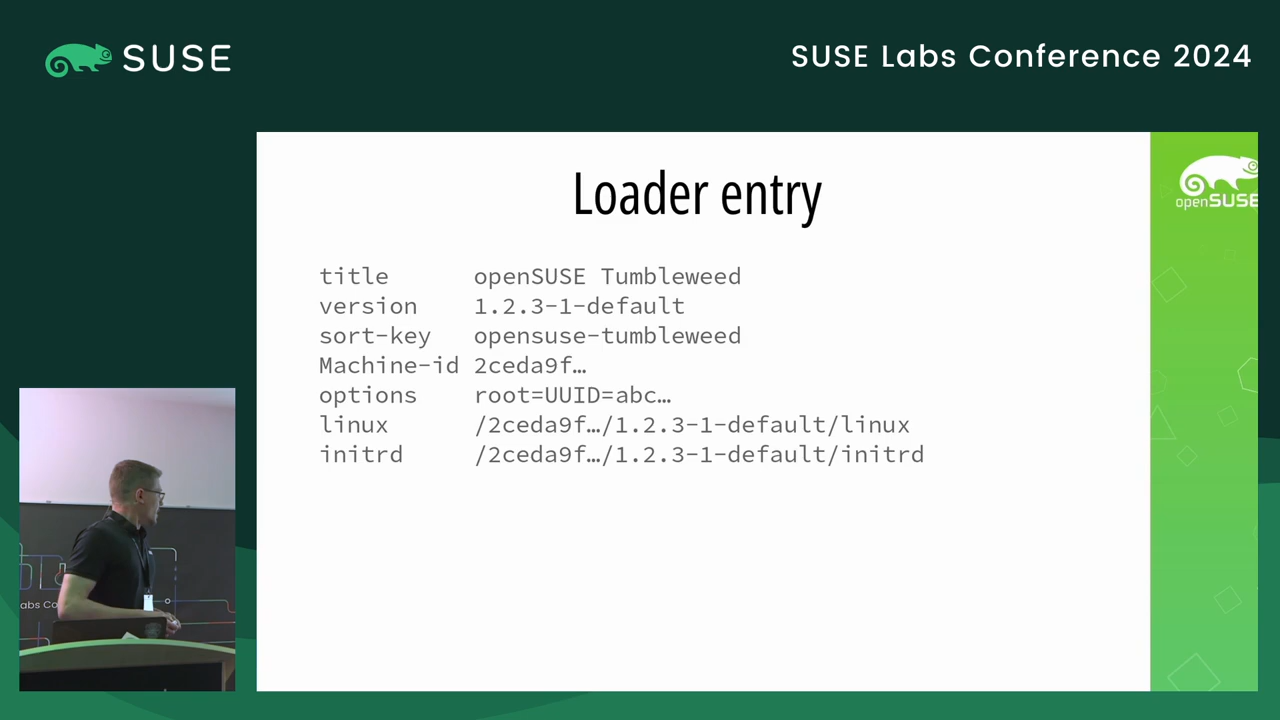 SUSE
SUSE Labs Conference 2024
Loader entry
openSUSE
title openSUSE Tumbleweed
version 1.2.3-1-default
sort-key opensuse-tumbleweed
Machine-id 2ceda9f…
options root=UUID=abc…
linux /2ceda9f…/1.2.3-1-default/linux
initrd /2ceda9f…/1.2.3-1-default/initrd
abs Co